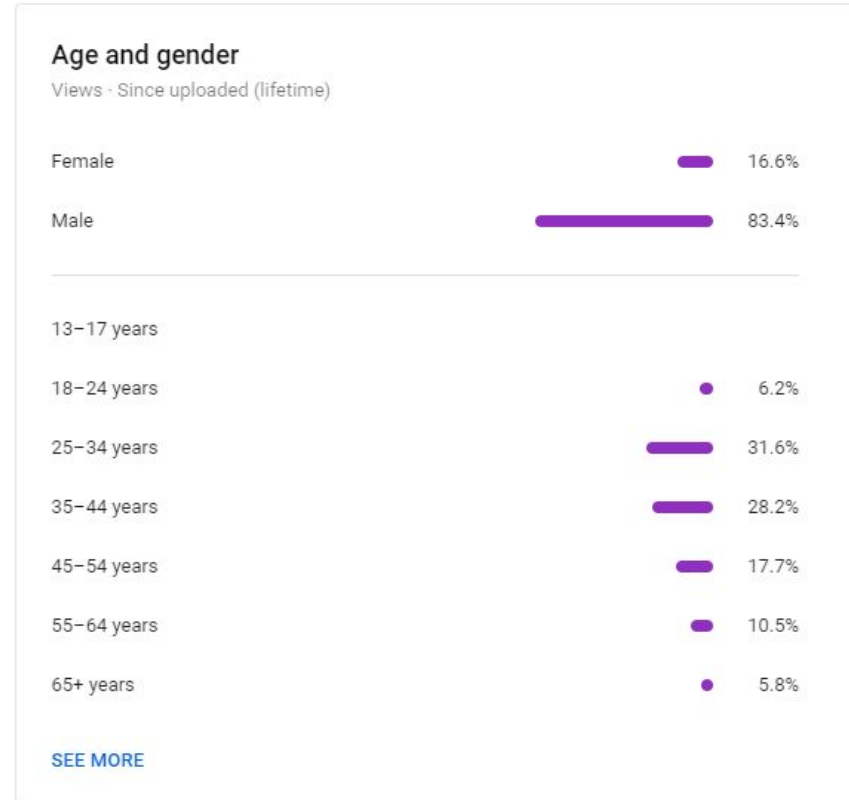 Age and gender
Views · Since uploaded (lifetime)
Female 16.6%
Male 83.4%
13–17 years
18–24 years 6.2%
25–34 years 31.6%
35–44 years 28.2%
45–54 years 17.7%
55–64 years 10.5%
65+ years 5.8%
SEE MORE